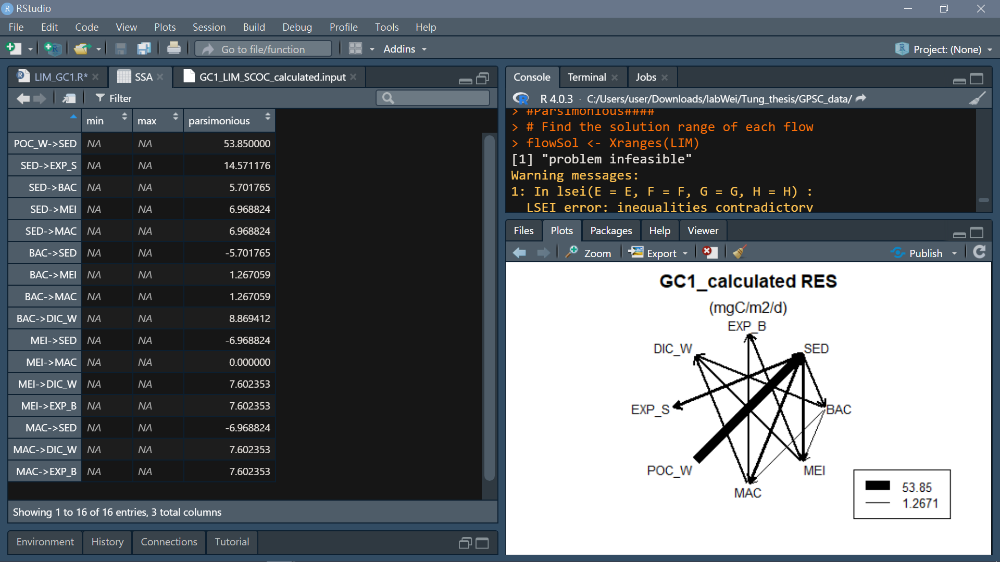 RStudio
File Edit Code View Plots Session Build Debug Profile Tools Help
Go to file/function Addins Project: (None)
LIM_GC1.R* SSA GC1_LIM_SCOC_calculated.input
Filter
min max parsimonious
POC_W->SED NA NA 53.850000
SED->EXP_S NA NA 14.571176
SED->BAC NA NA 5.701765
SED->MEI NA NA 6.968824
SED->MAC NA NA 6.968824
BAC->SED NA NA -5.701765
BAC->MEI NA NA 1.267059
BAC->MAC NA NA 1.267059
BAC->DIC_W NA NA 8.869412
MEI->SED NA NA -6.968824
MEI->MAC NA NA 0.000000
MEI->DIC_W NA NA 7.602353
MEI->EXP_B NA NA 7.602353
MAC->SED NA NA -6.968824
MAC->DIC_W NA NA 7.602353
MAC->EXP_B NA NA 7.602353
Showing 1 to 16 of 16 entries, 3 total columns
Environment History Connections Tutorial
Console Terminal Jobs
R 4.0.3 · C:/Users/user/Downloads/labWei/Tung_thesis/GPSC_data/
> #Parsimonious####
> # Find the solution range of each flow
> flowSol <- Xranges(LIM)
[1] "problem infeasible"
Warning messages:
1: In lsei(E = E, F = F, G = G, H = H) :
LSEI error: inequalities contradictory
Files Plots Packages Help Viewer
Zoom Export Publish
GC1_calculated RES
(mgC/m2/d)
EXP_B
DIC_W SED
EXP_S BAC
POC_W MEI
MAC
53.85
1.2671